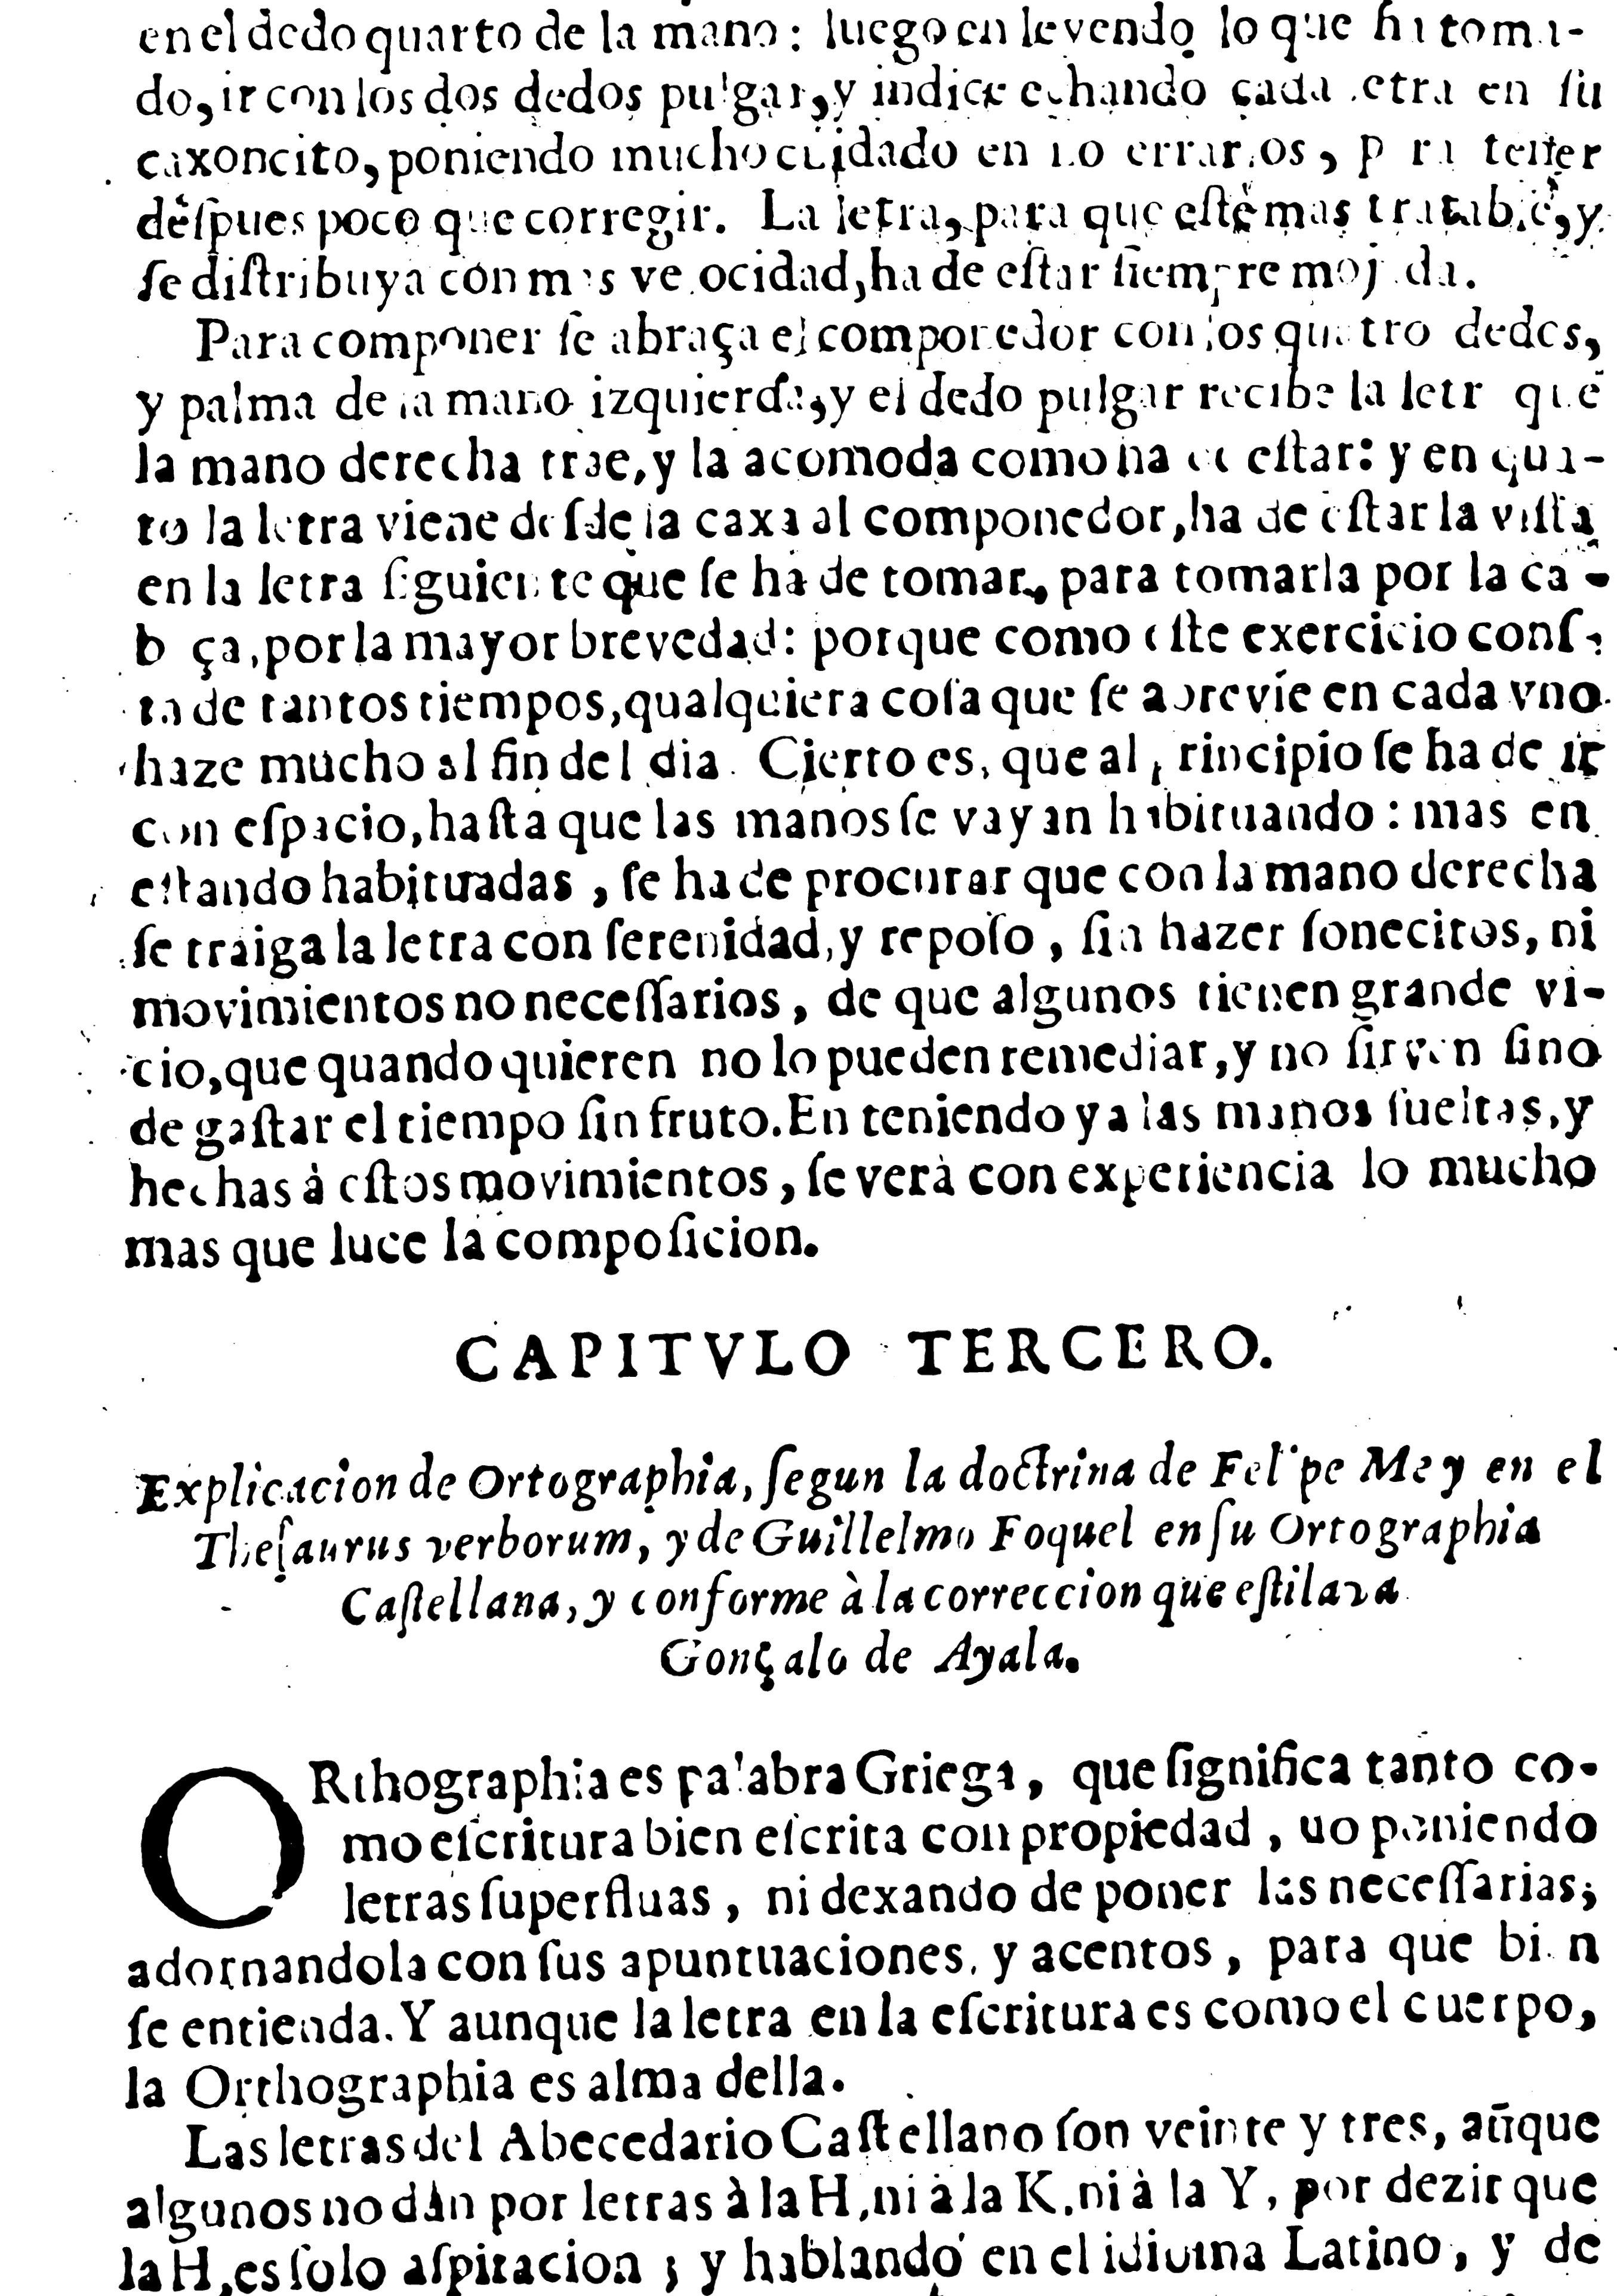 en el dedo quarto de la mano: luego en leyendo lo que ha toma-
do, ir con los dos dedos pulgar, y indice echando cada letra en ſu
caxoncito, poniendo mucho cuidado en no errarlos, para tener
deſpues poco que corregir. La letra, para que eſtè mas tratable, y
ſe diſtribuya con mas velocidad, ha de eſtar ſiempre mojada.
Para componer ſe abraça el componedor con los quatro dedos,
y palma de la mano izquierda, y el dedo pulgar recibe la letra que
la mano derecha trae, y la acomoda como ha de eſtar: y en qua-
to la letra viene deſde la caxa al componedor, ha de eſtar la viſta
en la letra ſiguiente que ſe ha de tomar, para tomarla por la ca-
beça, por la mayor brevedad: porque como eſte exercicio conſ-
ta de tantos tiempos, qualquiera coſa que ſe abrevie en cada vno
haze mucho al fin del dia. Cierto es, que al principio ſe ha de ir
con eſpacio, haſta que las manos ſe vayan habituando: mas en
eſtando habituadas, ſe ha de procurar que con la mano derecha
ſe traiga la letra con ſerenidad, y repoſo, ſin hazer ſonecitos, ni
movimientos no neceſſarios, de que algunos tienen grande vi-
cio, que quando quieren no lo pueden remediar, y no ſirven ſino
de gaſtar el tiempo ſin fruto. En teniendo ya las manos ſueltas, y
hechas à eſtos movimientos, ſe verà con experiencia lo mucho
mas que luce la compoſicion.
CAPITVLO TERCERO.
Explicacion de Ortographia, ſegun la doctrina de Felipe Mey en el
Theſaurus verborum, y de Guillelmo Foquel en ſu Ortographia
Caſtellana, y conforme à la correccion que eſtilava
Gonçalo de Ayala.
ORthographia es palabra Griega, que ſignifica tanto co-
mo eſcritura bien eſcrita con propiedad, uo poniendo
letras ſuperfluas, ni dexando de poner las neceſſarias;
adornandola con ſus apuntuaciones, y acentos, para que bien
ſe entienda. Y aunque la letra en la eſcritura es como el cuerpo,
la Orthographia es alma della.
Las letras del Abecedario Caſtellano ſon veinte y tres, aũque
algunos no dàn por letras à la H, ni à la K, ni à la Y, por dezir que
la H, es ſolo aſpiracion; y hablando en el idioma Latino, y de